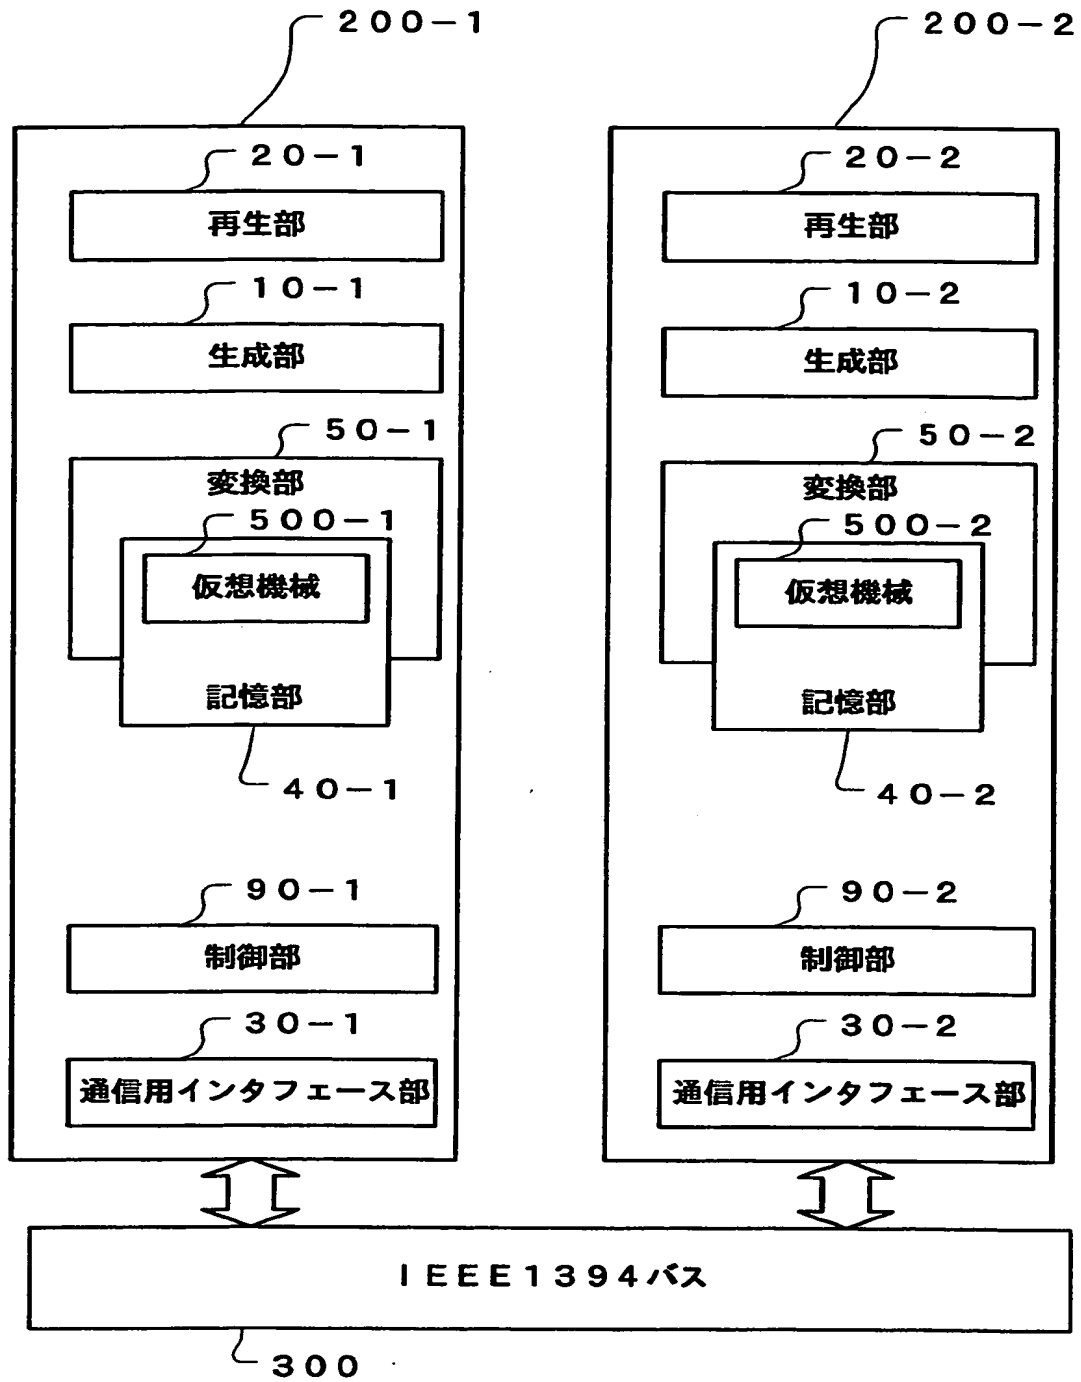 200-1
20-1
再生部
10-1
生成部
50-1
変換部
500-1
仮想機械
記憶部
40-1
90-1
制御部
30-1
通信用インタフェース部
200-2
20-2
再生部
10-2
生成部
50-2
変換部
500-2
仮想機械
記憶部
40-2
90-2
制御部
30-2
通信用インタフェース部
IEEE1394バス
300